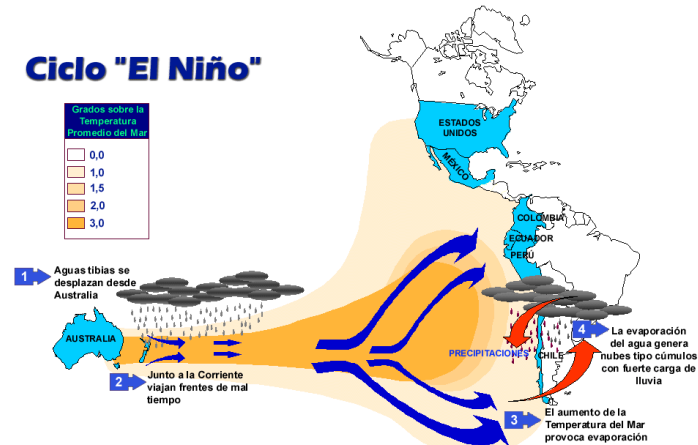 Ciclo "El Niño"
Grados sobre la
Temperatura
Promedio del Mar
0,0
1,0
1,5
2,0
3,0
ESTADOS
UNIDOS
MÉXICO
COLOMBIA
ECUADOR
PERÚ
1
Aguas tibias se
desplazan desde
Australia
AUSTRALIA
2
Junto a la Corriente
viajan frentes de mal
tiempo
PRECIPITACIONES
CHILE
4
La evaporación
del agua genera
nubes tipo cúmulos
con fuerte carga de
lluvia
3
El aumento de la
Temperatura del Mar
provoca evaporación